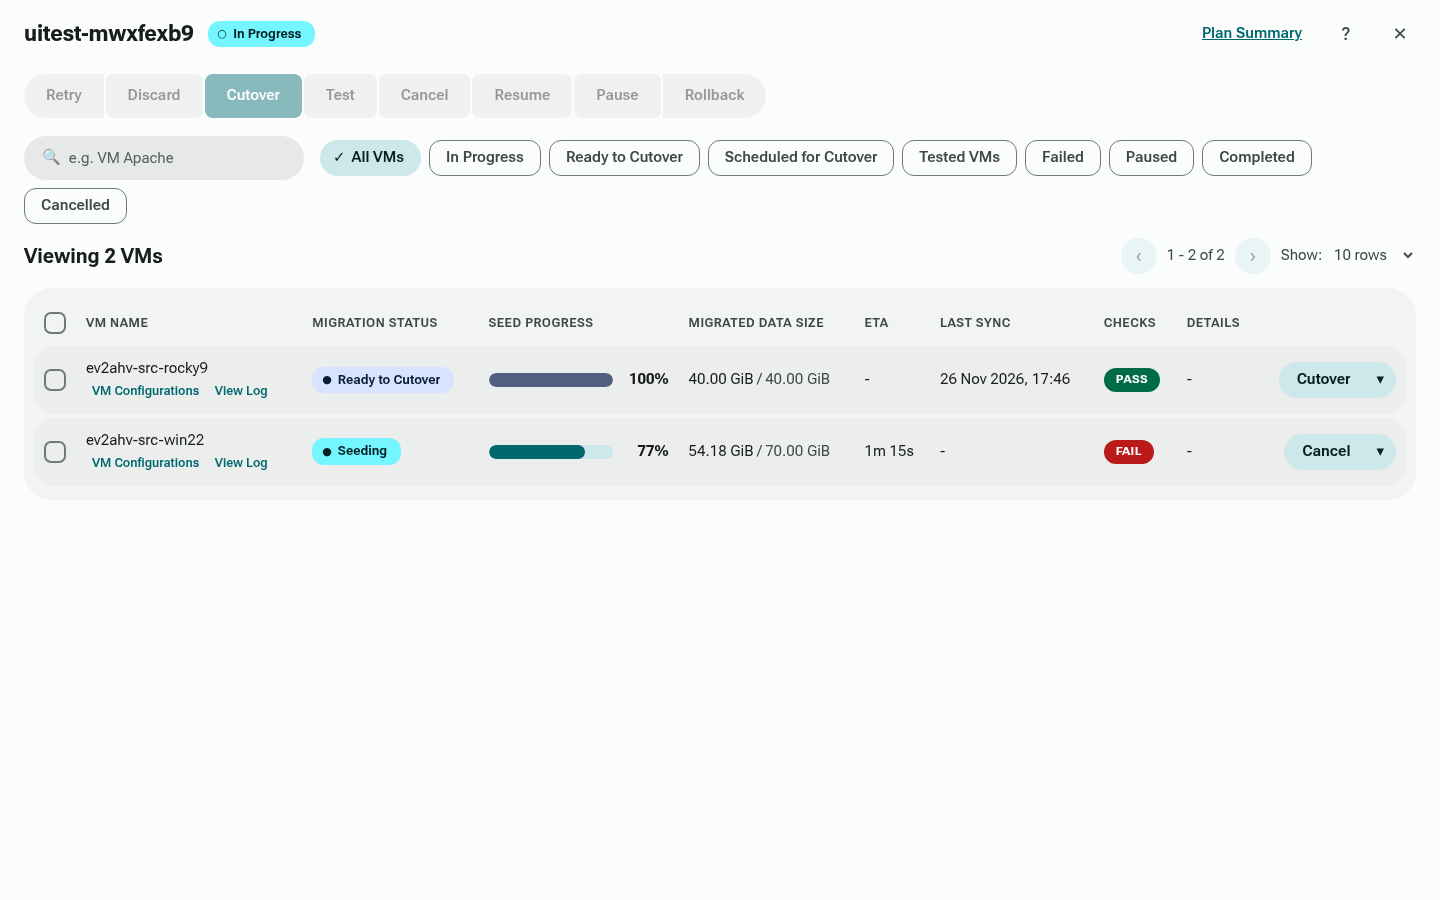 uitest-mwxfexb9 In Progress Plan Summary ? ✕
Retry Discard Cutover Test Cancel Resume Pause Rollback
e.g. VM Apache ✓ All VMs In Progress Ready to Cutover Scheduled for Cutover Tested VMs Failed Paused Completed
Cancelled
Viewing 2 VMs ‹ 1 - 2 of 2 › Show: 10 rows
VM NAME MIGRATION STATUS SEED PROGRESS MIGRATED DATA SIZE ETA LAST SYNC CHECKS DETAILS
ev2ahv-src-rocky9
VM Configurations View Log Ready to Cutover 100% 40.00 GiB / 40.00 GiB - 26 Nov 2026, 17:46 PASS - Cutover ▾
ev2ahv-src-win22
VM Configurations View Log Seeding 77% 54.18 GiB / 70.00 GiB 1m 15s - FAIL - Cancel ▾